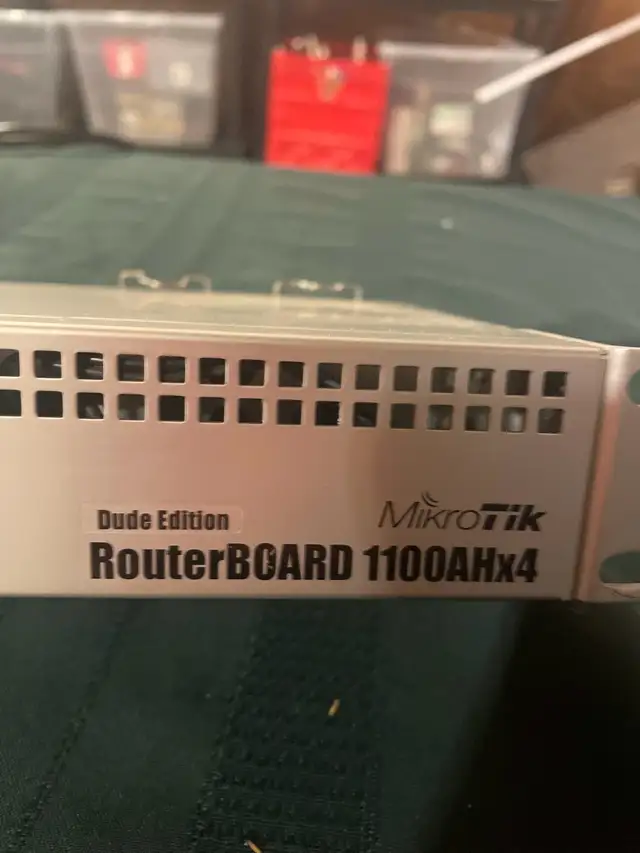 Dude Edition
MikroTik
RouterBOARD 1100AHx4